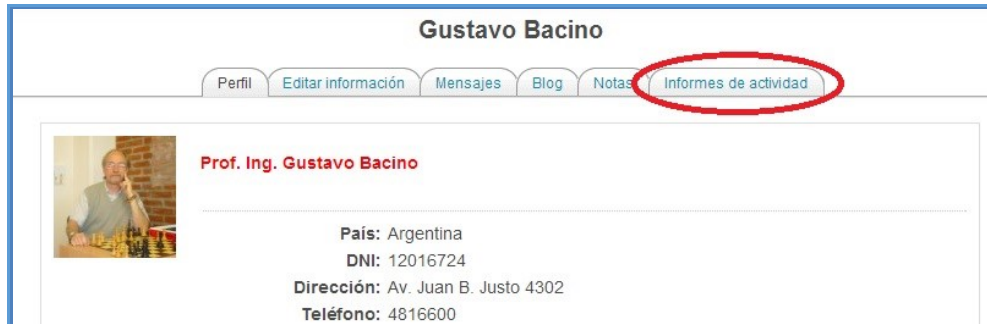 Gustavo Bacino
Perfil Editar información Mensajes Blog Notas Informes de actividad
Prof. Ing. Gustavo Bacino
País: Argentina
DNI: 12016724
Dirección: Av. Juan B. Justo 4302
Teléfono: 4816600